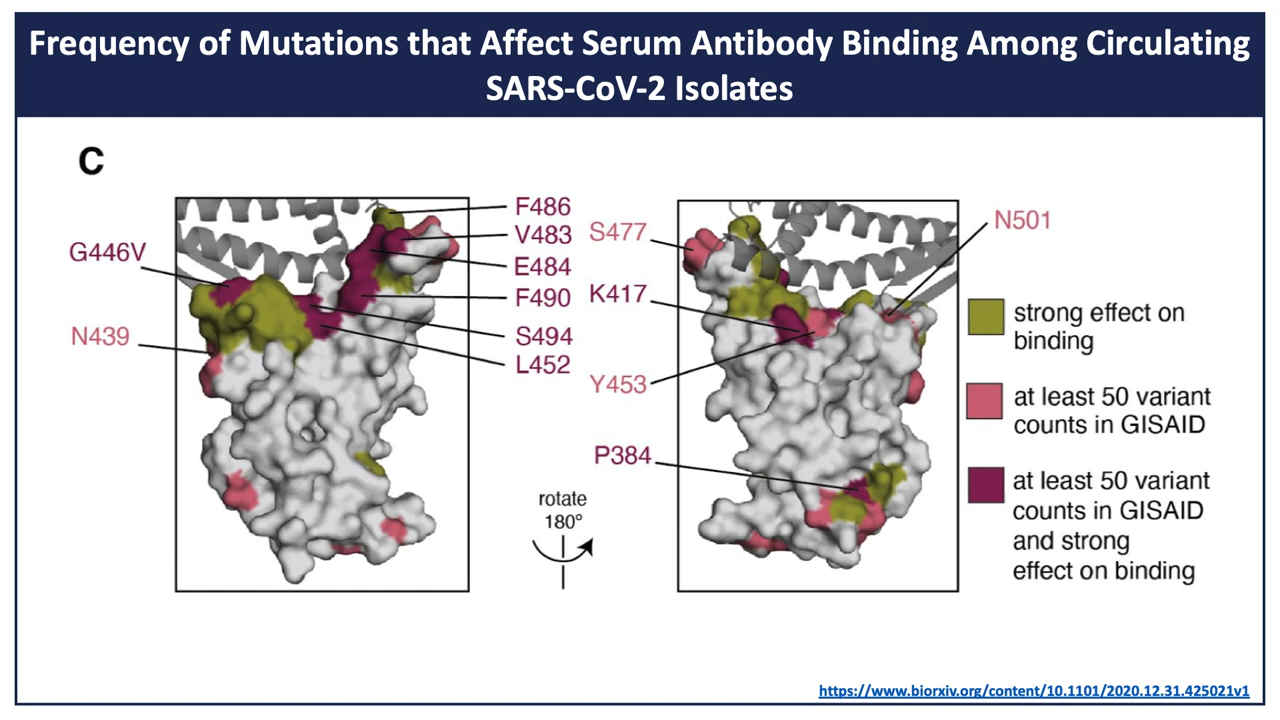 Frequency of Mutations that Affect Serum Antibody Binding Among Circulating
SARS-CoV-2 Isolates
C
G446V
N439
F486
V483
E484
F490
S494
L452
rotate
180°
S477
K417
Y453
P384
N501
strong effect on
binding
at least 50 variant
counts in GISAID
at least 50 variant
counts in GISAID
and strong
effect on binding
https://www.biorxiv.org/content/10.1101/2020.12.31.425021v1